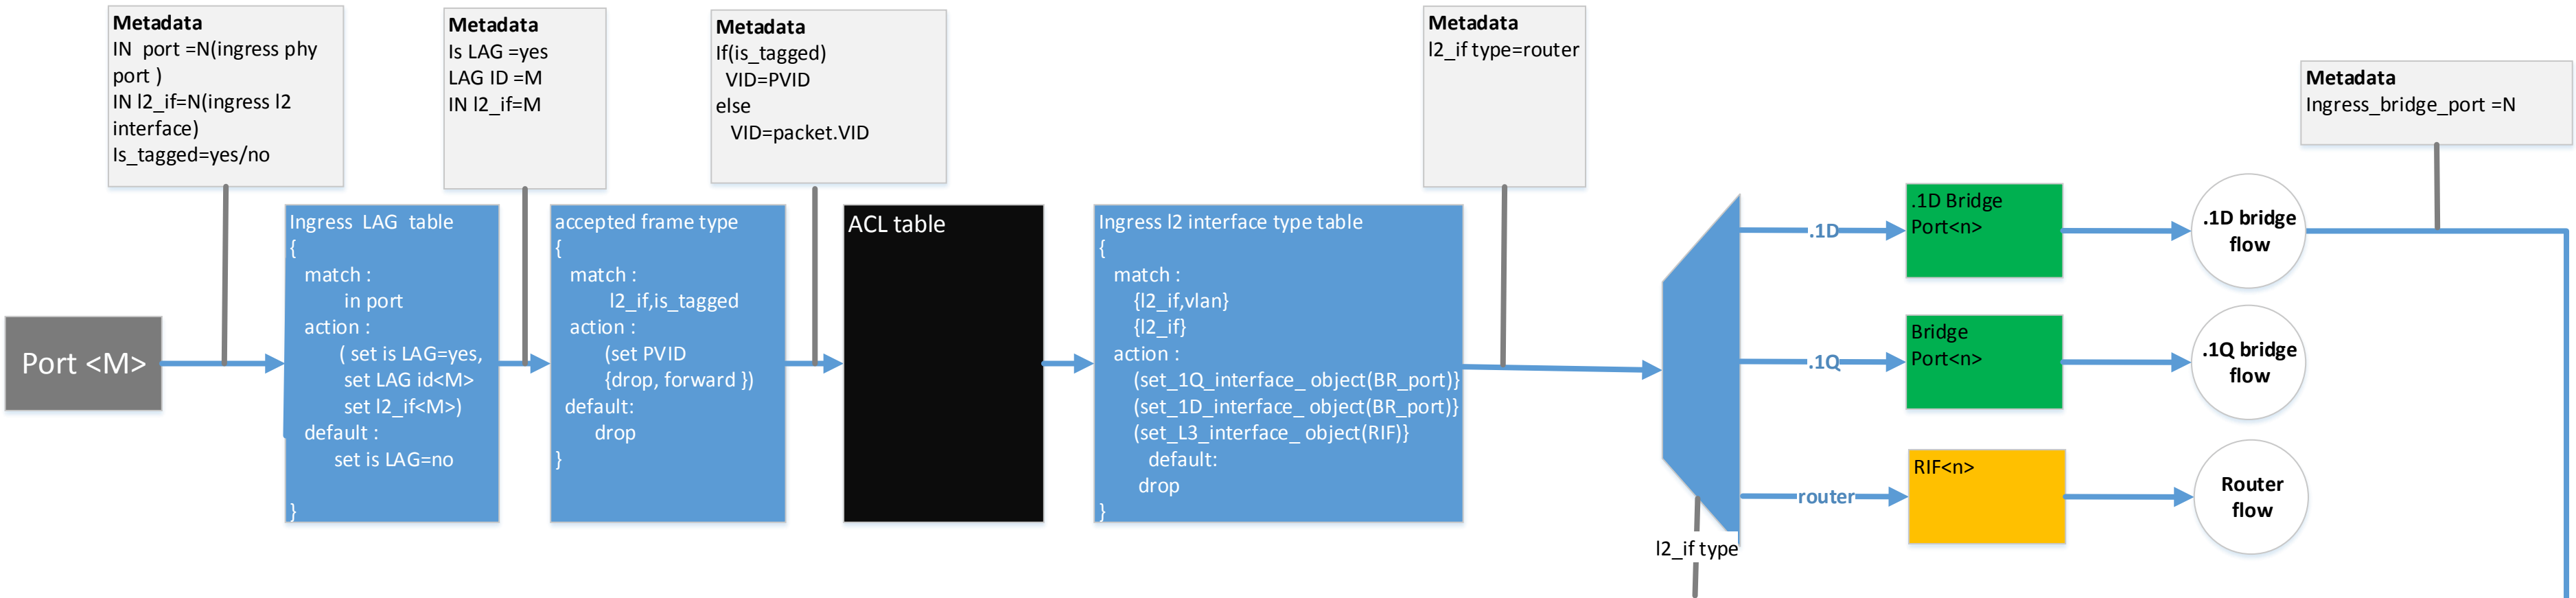 Metadata
IN  port =N(ingress phy
port )
IN l2_if=N(ingress l2
interface)
Is_tagged=yes/no
Metadata
Is LAG =yes
LAG ID =M
IN l2_if=M
Metadata
If(is_tagged)
VID=PVID
else
VID=packet.VID
Metadata
l2_if type=router
Metadata
Ingress_bridge_port =N
Port <M>
Ingress  LAG  table
{
match :
in port
action :
( set is LAG=yes,
set LAG id<M>
set l2_if<M>)
default :
set is LAG=no
}
accepted frame type
{
match :
l2_if,is_tagged
action :
(set PVID
{drop, forward })
default:
drop
}
ACL table
Ingress l2 interface type table
{
match :
{l2_if,vlan}
{l2_if}
action :
(set_1Q_interface_ object(BR_port)}
(set_1D_interface_ object(BR_port)}
(set_L3_interface_ object(RIF)}
default:
drop
}
l2_if type
.1D
.1D Bridge
Port<n>
.1D bridge
flow
.1Q
Bridge
Port<n>
.1Q bridge
flow
router
RIF<n>
Router
flow